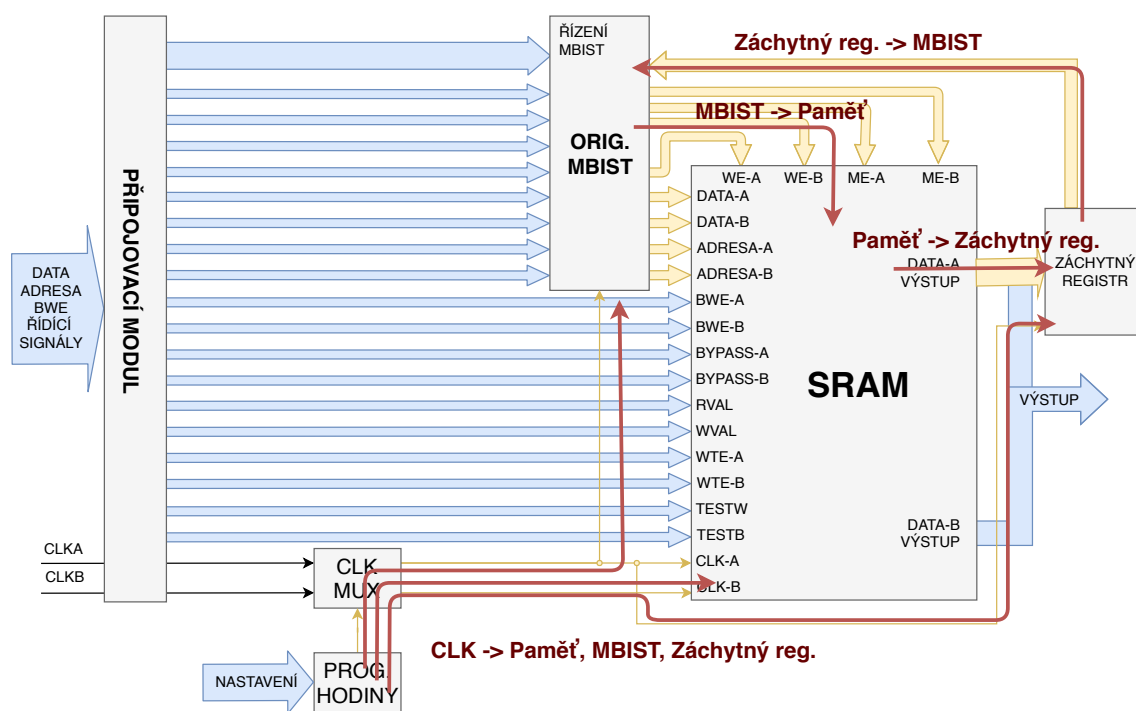 ŘÍZENÍ
MBIST
Záchytný reg. -> MBIST
MBIST -> Paměť
ORIG.
MBIST
PŘIPOJOVACÍ MODUL
WE-A
WE-B
ME-A
ME-B
DATA-A
DATA-B
ADRESA-A
ADRESA-B
BWE-A
BWE-B
BYPASS-A
BYPASS-B
RVAL
WVAL
WTE-A
WTE-B
TESTW
TESTB
CLK-A
CLK-B
SRAM
Paměť -> Záchytný reg.
DATA-A
VÝSTUP
ZÁCHYTNÝ
REGISTR
DATA
ADRESA
BWE
ŘÍDÍCÍ
SIGNÁLY
VÝSTUP
DATA-B
VÝSTUP
CLKA
CLKB
CLK
MUX
CLK -> Paměť, MBIST, Záchytný reg.
NASTAVENÍ
PROG.
HODINY